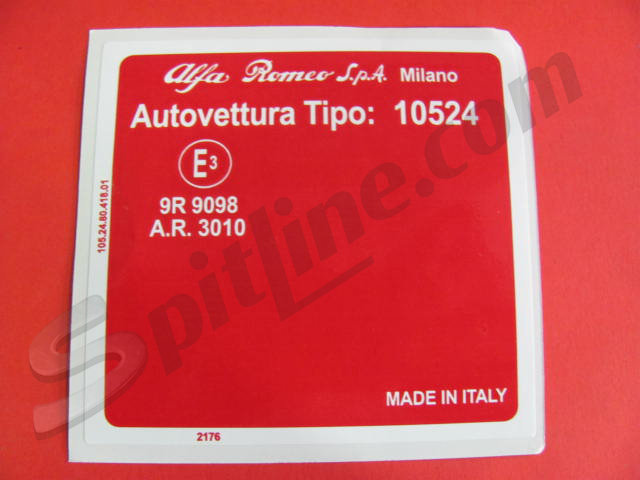 Alfa Romeo S.p.A. Milano
Autovettura Tipo: 10524
E3
9R 9098
A.R. 3010
105.24.80.418.01
MADE IN ITALY
2176
SpitLine.com